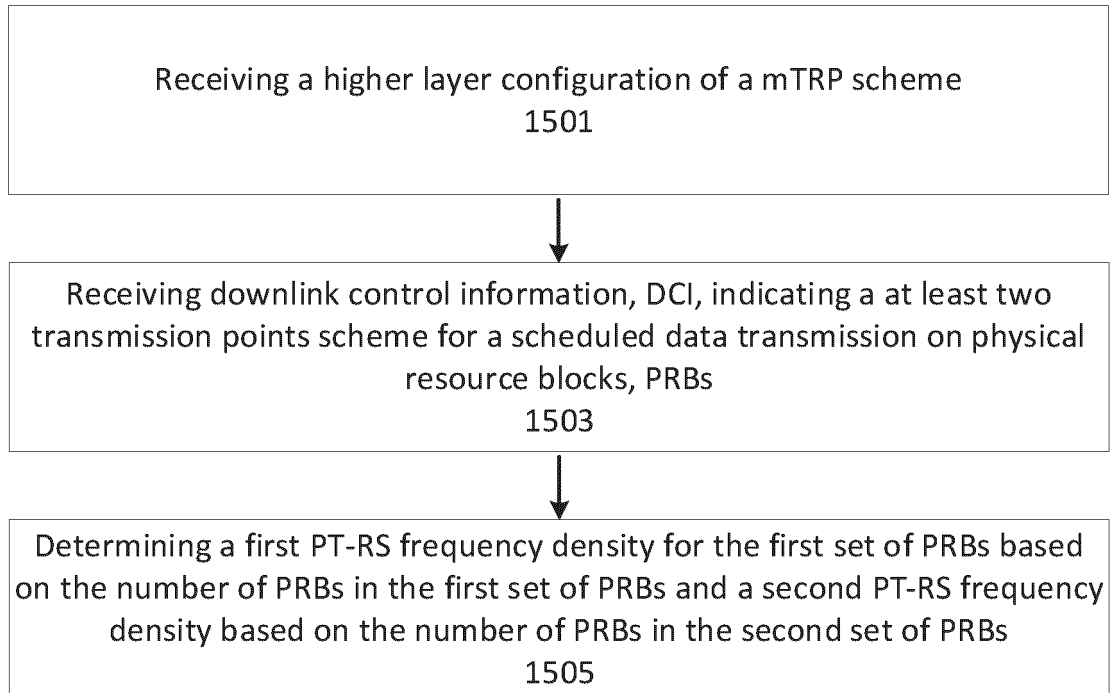 Receiving a higher layer configuration of a mTRP scheme
1501
Receiving downlink control information, DCI, indicating a at least two
transmission points scheme for a scheduled data transmission on physical
resource blocks, PRBs
1503
Determining a first PT-RS frequency density for the first set of PRBs based
on the number of PRBs in the first set of PRBs and a second PT-RS frequency
density based on the number of PRBs in the second set of PRBs
1505